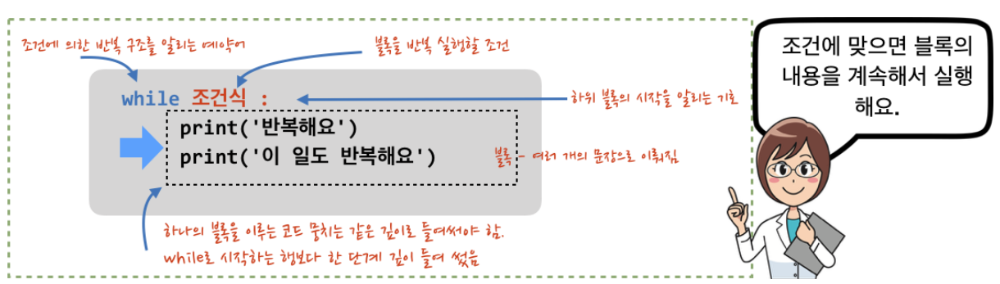 조건에 의한 반복 구조를 알리는 예약어
블록을 반복 실행할 조건
while 조건식 :
하위 블록의 시작을 알리는 기호
print('반복해요')
print('이 일도 반복해요')
블록 - 여러 개의 문장으로 이뤄짐
하나의 블록을 이루는 코드 뭉치는 같은 깊이로 들여써야 함.
while로 시작하는 행보다 한 단계 깊이 들여 썼음
조건에 맞으면 블록의
내용을 계속해서 실행
해요.